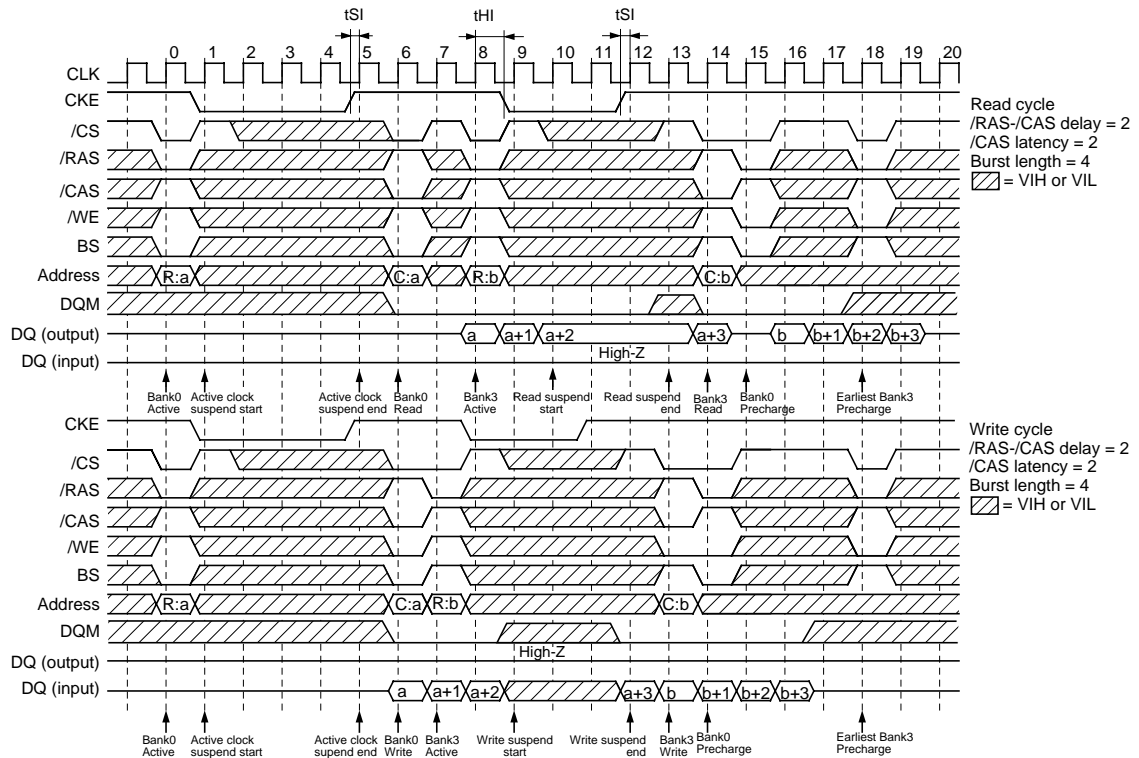 tSI tHI tSI
0 1 2 3 4 5 6 7 8 9 10 11 12 13 14 15 16 17 18 19 20
CLK
CKE
/CS
/RAS
/CAS
/WE
BS
Address R:a C:a R:b C:b
DQM
DQ (output) a a+1 a+2 a+3 b b+1 b+2 b+3
High-Z
DQ (input)
Read cycle
/RAS-/CAS delay = 2
/CAS latency = 2
Burst length = 4
= VIH or VIL
Bank0 Active
Active clock suspend start
Active clock suspend end
Bank0 Read
Bank3 Active
Read suspend start
Read suspend end
Bank3 Read
Bank0 Precharge
Earliest Bank3 Precharge
CKE
/CS
/RAS
/CAS
/WE
BS
Address R:a C:a R:b C:b
DQM
High-Z
DQ (output)
DQ (input) a a+1 a+2 a+3 b b+1 b+2 b+3
Write cycle
/RAS-/CAS delay = 2
/CAS latency = 2
Burst length = 4
= VIH or VIL
Bank0 Active
Active clock suspend start
Active clock supend end
Bank0 Write
Bank3 Active
Write suspend start
Write suspend end
Bank3 Write
Bank0 Precharge
Earliest Bank3 Precharge